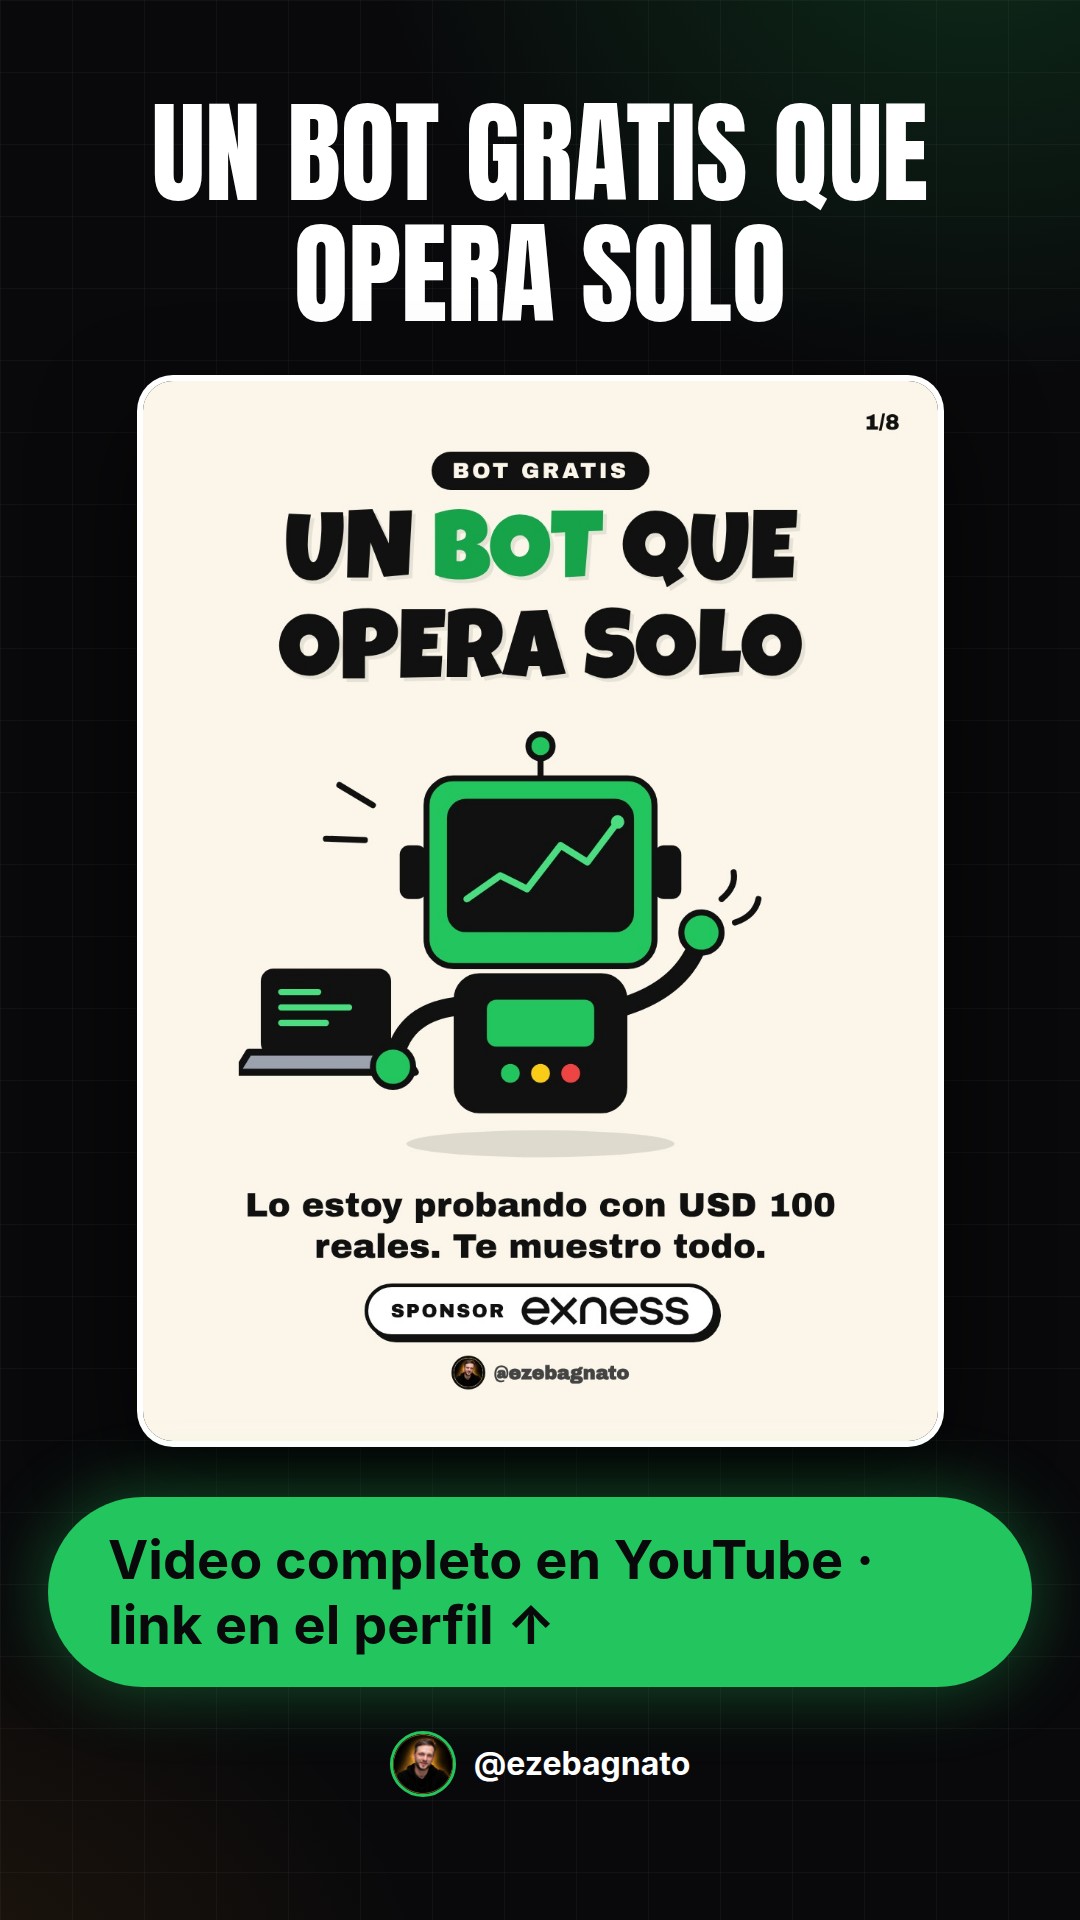 UN BOT GRATIS QUE
OPERA SOLO
1/8
BOT GRATIS
UN BOT QUE
OPERA SOLO
Lo estoy probando con USD 100
reales. Te muestro todo.
SPONSOR exness
@ezebagnato
Video completo en YouTube ·
link en el perfil ↑
@ezebagnato